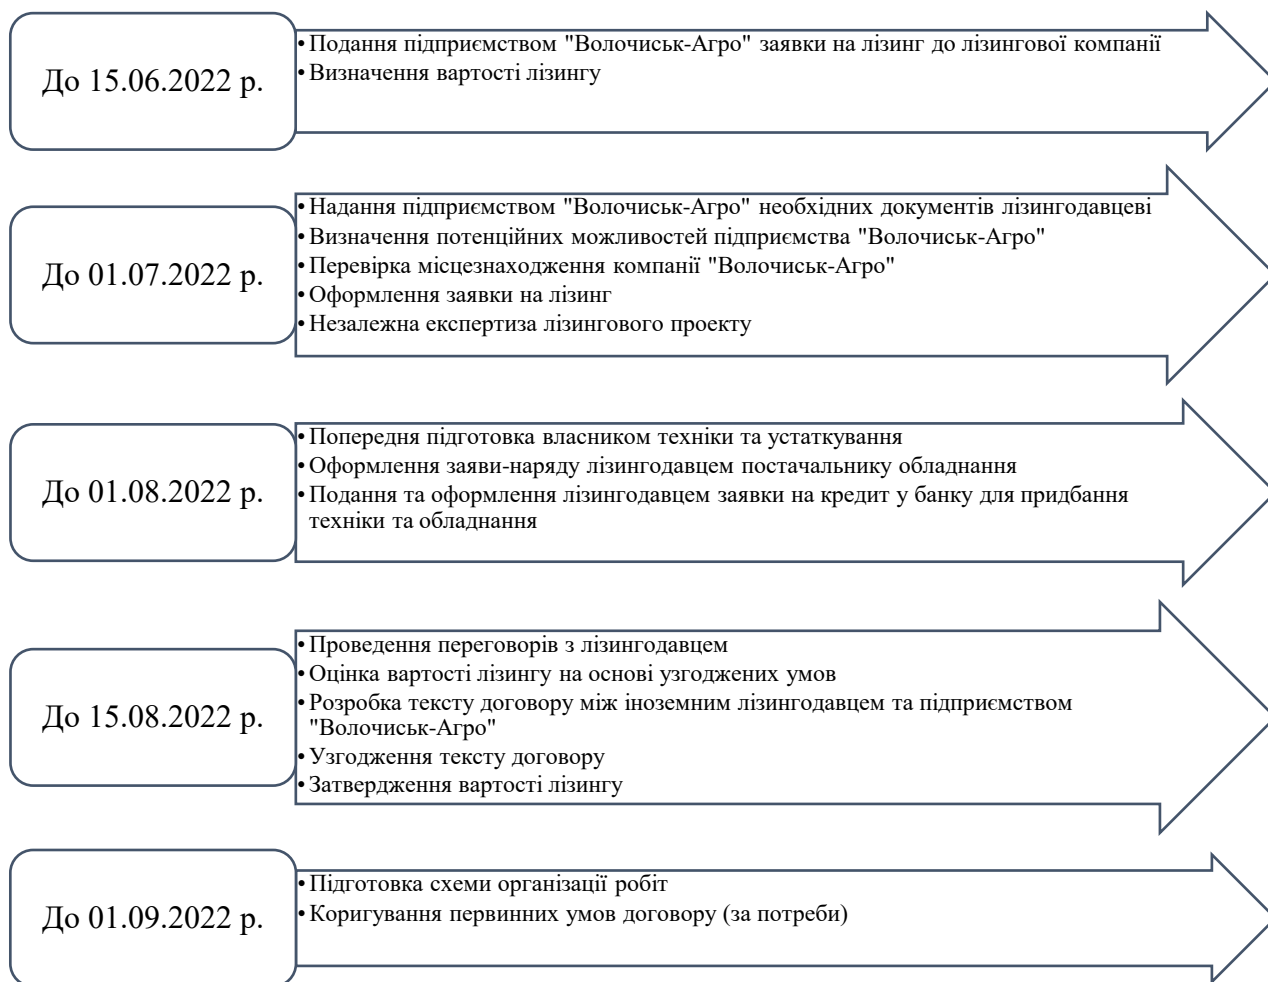 До 15.06.2022 р.
• Подання підприємством "Волочиськ-Агро" заявки на лізинг до лізингової компанії
• Визначення вартості лізингу
До 01.07.2022 р.
• Надання підприємством "Волочиськ-Агро" необхідних документів лізингодавцеві
• Визначення потенційних можливостей підприємства "Волочиськ-Агро"
• Перевірка місцезнаходження компанії "Волочиськ-Агро"
• Оформлення заявки на лізинг
• Незалежна експертиза лізингового проекту
До 01.08.2022 р.
• Попередня підготовка власником техніки та устаткування
• Оформлення заяви-наряду лізингодавцем постачальнику обладнання
• Подання та оформлення лізингодавцем заявки на кредит у банку для придбання
техніки та обладнання
До 15.08.2022 р.
• Проведення переговорів з лізингодавцем
• Оцінка вартості лізингу на основі узгоджених умов
• Розробка тексту договору між іноземним лізингодавцем та підприємством
"Волочиськ-Агро"
• Узгодження тексту договору
• Затвердження вартості лізингу
До 01.09.2022 р.
• Підготовка схеми організації робіт
• Коригування первинних умов договору (за потреби)